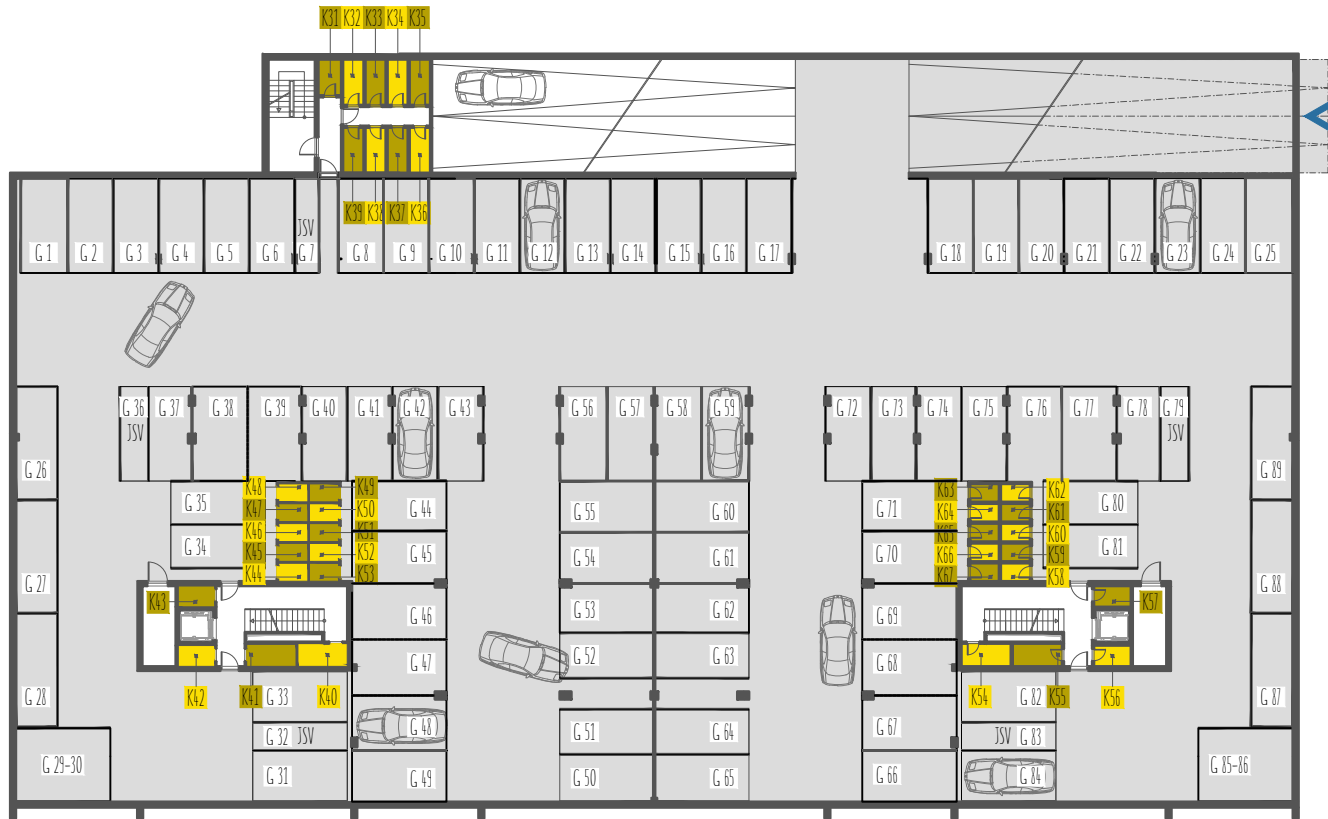 K31 K32 K33 K34 K35
K39 K38 K37 K36
JSV
G 1 G 2 G 3 G 4 G 5 G 6 G 7 G 8 G 9 G 10 G 11 G 12 G 13 G 14 G 15 G 16 G 17 G 18 G 19 G 20 G 21 G 22 G 23 G 24 G 25
G 36 G 37 G 38 G 39 G 40 G 41 G 42 G 43 G 56 G 57 G 58 G 59 G 72 G 73 G 74 G 75 G 76 G 77 G 78 G 79
JSV JSV
G 26 G 89
K48 K49 K63 K62
G 35 K47 K50 G 44 G 55 G 60 G 71 K64 K61 G 80
K46 K51 K65 K60
G 34 K45 K52 G 45 G 54 G 61 G 70 K66 K59 G 81
K44 K53 K67 K58
G 27 G 88
K43 G 46 G 53 G 62 G 69 K57
G 47 G 52 G 63 G 68
G 28 K42 K41 G 33 K40 G 67 K54 G 82 K55 K56 G 87
G 32 JSV G 48 G 51 G 64 JSV G 83
G 29-30 G 31 G 49 G 50 G 65 G 66 G 84 G 85-86